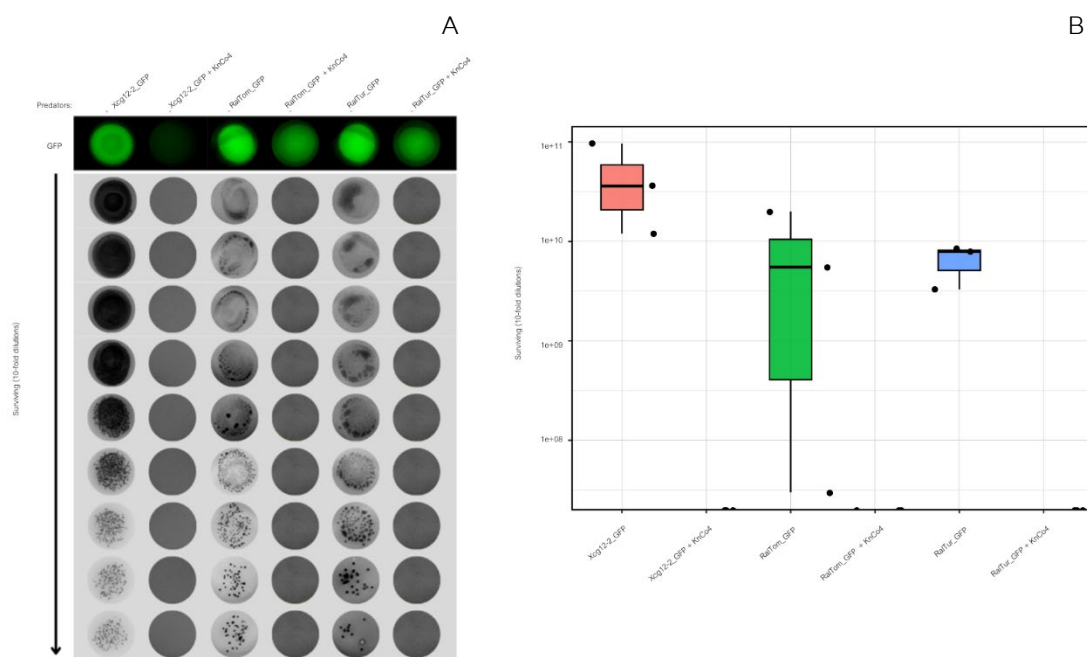 A
Predators:
Xcg12-2_GFP
Xcg12-2_GFP + KnCo4
RalTom_GFP
RalTom_GFP + KnCo4
RalTur_GFP
RalTur_GFP + KnCo4
GFP
Surviving (10-fold dilutions)
B
1e+11
1e+10
1e+09
1e+08
Surviving (10-fold dilutions)
Xcg12-2_GFP
Xcg12-2_GFP + KnCo4
RalTom_GFP
RalTom_GFP + KnCo4
RalTur_GFP
RalTur_GFP + KnCo4